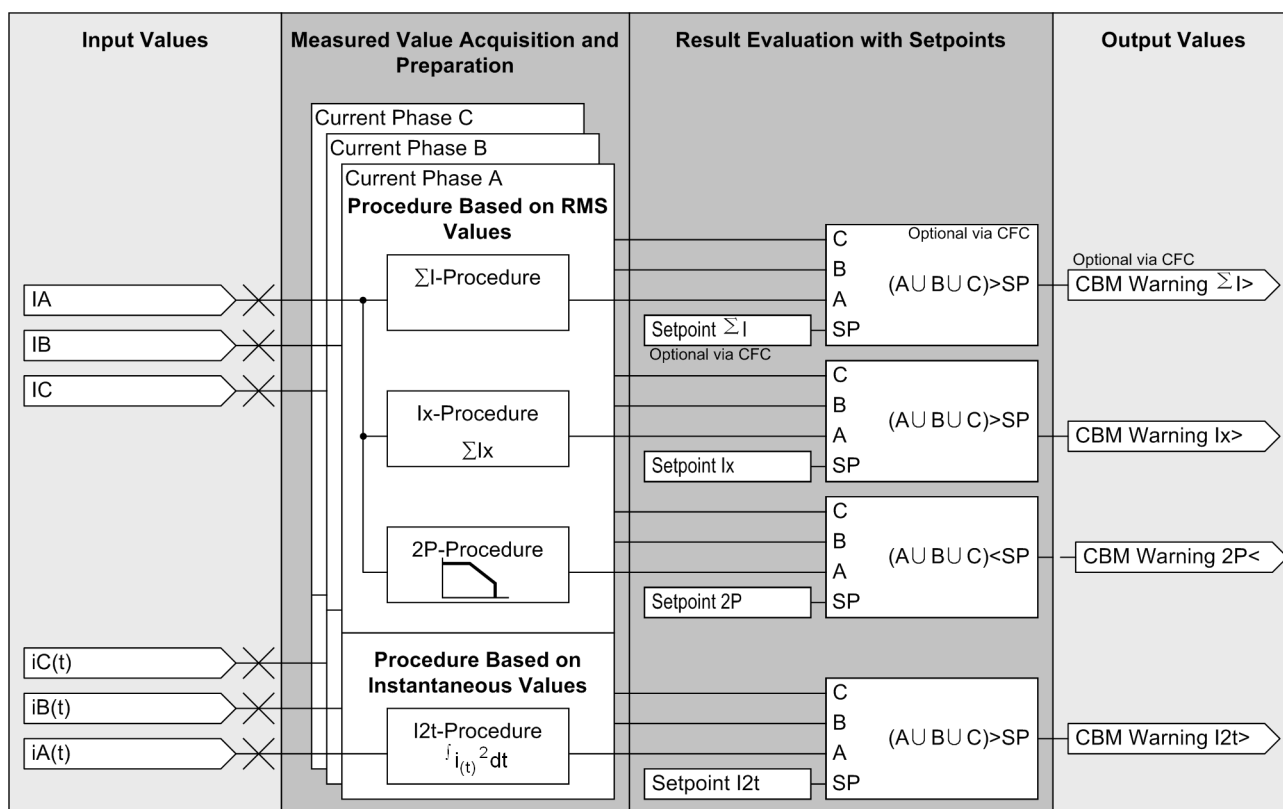 Input Values
Measured Value Acquisition and
Preparation
Result Evaluation with Setpoints
Output Values
Current Phase C
Current Phase B
Current Phase A
Procedure Based on RMS
Values
IA
IB
IC
∑I-Procedure
Ix-Procedure
∑Ix
2P-Procedure
C
Optional via CFC
B
A
(A∪B∪C)>SP
Setpoint ∑I
SP
Optional via CFC
Optional via CFC
CBM Warning ∑I>
C
B
A
(A∪B∪C)>SP
Setpoint Ix
SP
CBM Warning Ix>
C
B
A
(A∪B∪C)<SP
Setpoint 2P
SP
CBM Warning 2P<
iC(t)
iB(t)
iA(t)
Procedure Based on
Instantaneous Values
I2t-Procedure
∫i(t)²dt
C
B
A
(A∪B∪C)>SP
Setpoint I2t
SP
CBM Warning I2t>